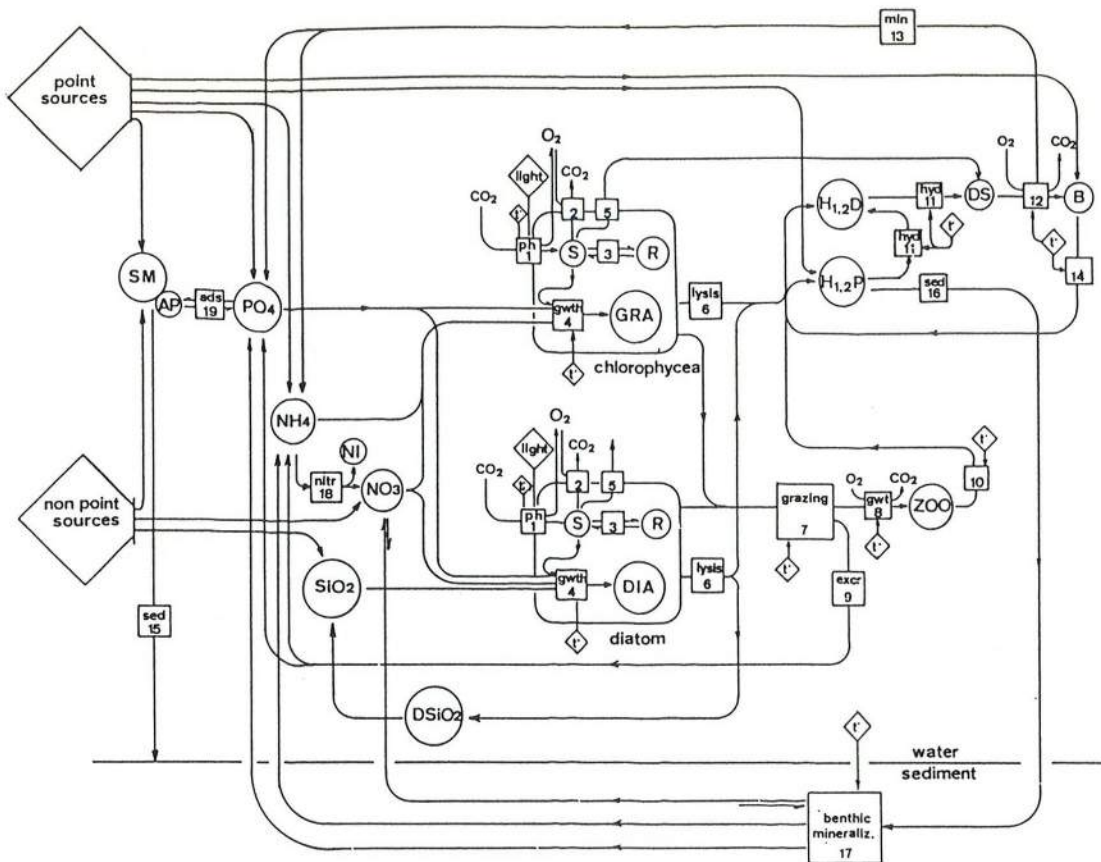 min
13
point
sources
O₂
CO₂
light
CO₂
t°
2
5
ph
1
S
3
R
gwth
4
GRA
t°
chlorophycea
lysis
6
H₁,₂D
hyd
11
DS
O₂
CO₂
12
B
hyd
11
t°
t°
14
H₁,₂P
sed
16
SM
AP
ads
19
PO₄
NH₄
nitr
18
NI
NO₃
non point
sources
SiO₂
sed
15
O₂
CO₂
light
CO₂
t°
2
5
ph
1
S
3
R
gwth
4
DIA
t°
diatom
lysis
6
grazing
7
t°
O₂
CO₂
gwt
8
t°
ZOO
10
t°
excr
9
DSiO₂
t°
water
sediment
benthic
mineraliz.
17